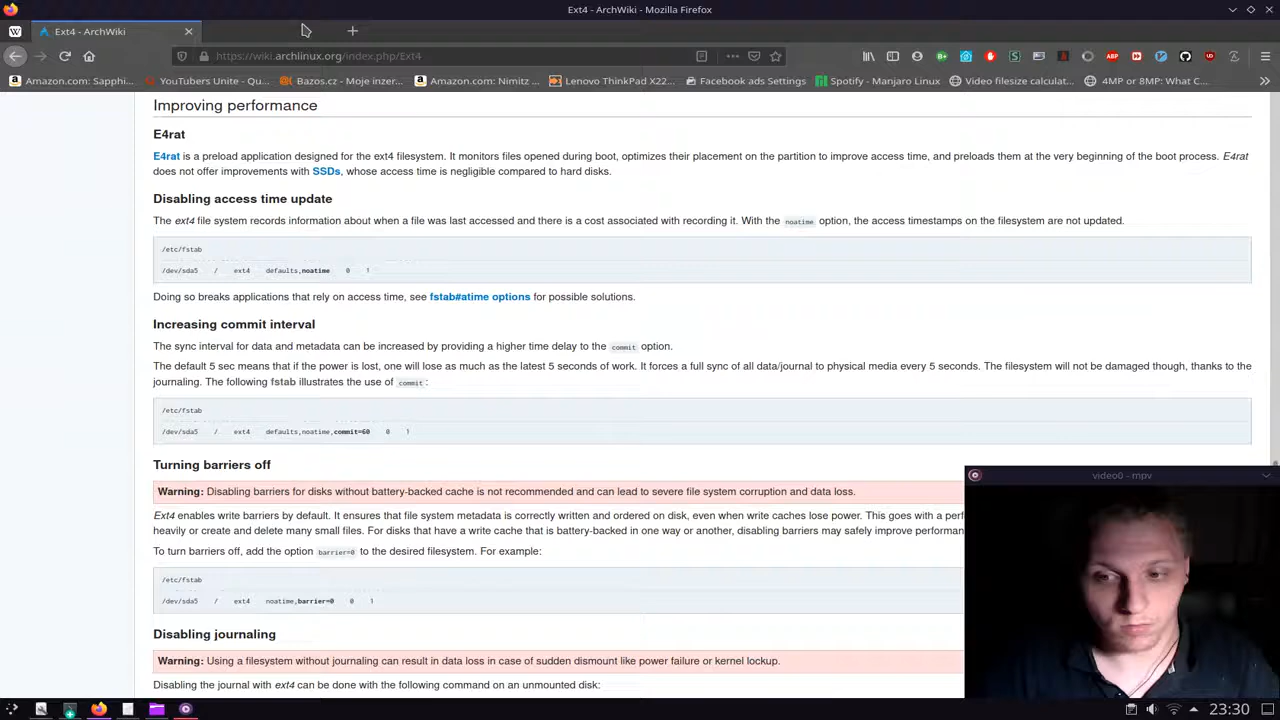 Ext4 - ArchWiki - Mozilla Firefox
Ext4 - ArchWiki
https://wiki.archlinux.org/index.php/Ext4
Amazon.com: Sapphi...
YouTubers Unite - Qu...
Bazos.cz - Moje inzer...
Amazon.com: Nimitz ...
Lenovo ThinkPad X22...
Facebook ads Settings
Spotify - Manjaro Linux
Video filesize calculat...
4MP or 8MP: What C...
Improving performance
E4rat
E4rat is a preload application designed for the ext4 filesystem. It monitors files opened during boot, optimizes their placement on the partition to improve access time, and preloads them at the very beginning of the boot process. E4rat
does not offer improvements with SSDs, whose access time is negligible compared to hard disks.
Disabling access time update
The ext4 file system records information about when a file was last accessed and there is a cost associated with recording it. With the noatime option, the access timestamps on the filesystem are not updated.
/etc/fstab
/dev/sda5 / ext4 defaults,noatime 0 1
Doing so breaks applications that rely on access time, see fstab#atime options for possible solutions.
Increasing commit interval
The sync interval for data and metadata can be increased by providing a higher time delay to the commit option.
The default 5 sec means that if the power is lost, one will lose as much as the latest 5 seconds of work. It forces a full sync of all data/journal to physical media every 5 seconds. The filesystem will not be damaged though, thanks to the
journaling. The following fstab illustrates the use of commit :
/etc/fstab
/dev/sda5 / ext4 defaults,noatime,commit=60 0 1
Turning barriers off
Warning: Disabling barriers for disks without battery-backed cache is not recommended and can lead to severe file system corruption and data loss.
Ext4 enables write barriers by default. It ensures that file system metadata is correctly written and ordered on disk, even when write caches lose power. This goes with a perf
heavily or create and delete many small files. For disks that have a write cache that is battery-backed in one way or another, disabling barriers may safely improve performan
To turn barriers off, add the option barrier=0 to the desired filesystem. For example:
/etc/fstab
/dev/sda5 / ext4 noatime,barrier=0 0 1
Disabling journaling
Warning: Using a filesystem without journaling can result in data loss in case of sudden dismount like power failure or kernel lockup.
Disabling the journal with ext4 can be done with the following command on an unmounted disk:
video0 - mpv
ABP
23:30